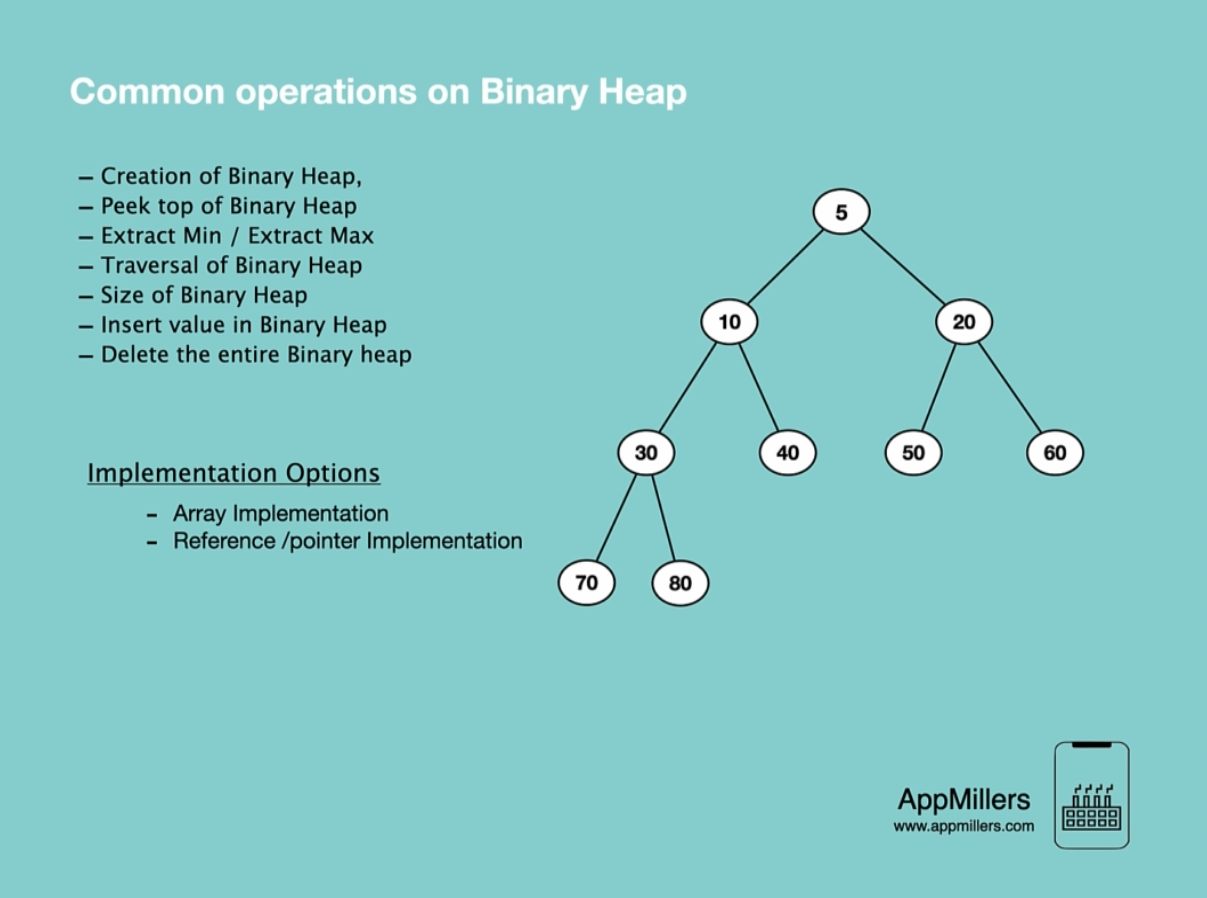 Common operations on Binary Heap
– Creation of Binary Heap,
– Peek top of Binary Heap
– Extract Min / Extract Max
– Traversal of Binary Heap
– Size of Binary Heap
– Insert value in Binary Heap
– Delete the entire Binary heap
Implementation Options
- Array Implementation
- Reference /pointer Implementation
5
10 20
30 40 50 60
70 80
AppMillers
www.appmillers.com